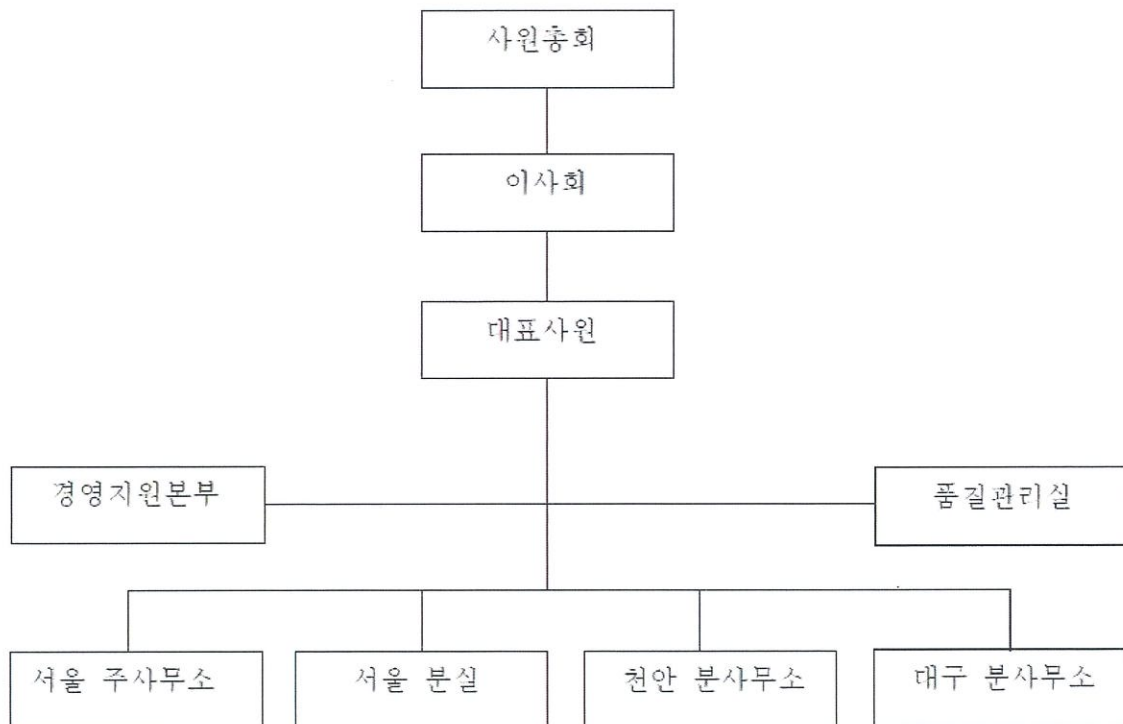 사원총회
이사회
대표사원
경영지원본부
품질관리실
서울 주사무소
서울 분실
천안 분사무소
대구 분사무소